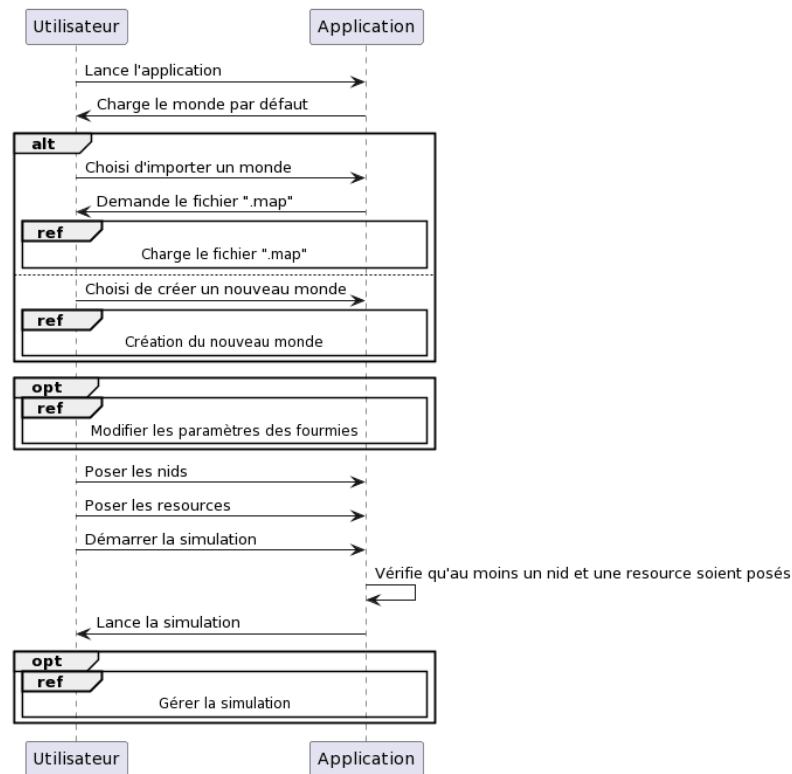 Utilisateur Application
Lance l'application
Charge le monde par défaut
alt
Choisi d'importer un monde
Demande le fichier ".map"
ref
Charge le fichier ".map"
Choisi de créer un nouveau monde
ref
Création du nouveau monde
opt
ref
Modifier les paramètres des fourmies
Poser les nids
Poser les resources
Démarrer la simulation
Vérifie qu'au moins un nid et une resource soient posés
Lance la simulation
opt
ref
Gérer la simulation
Utilisateur Application